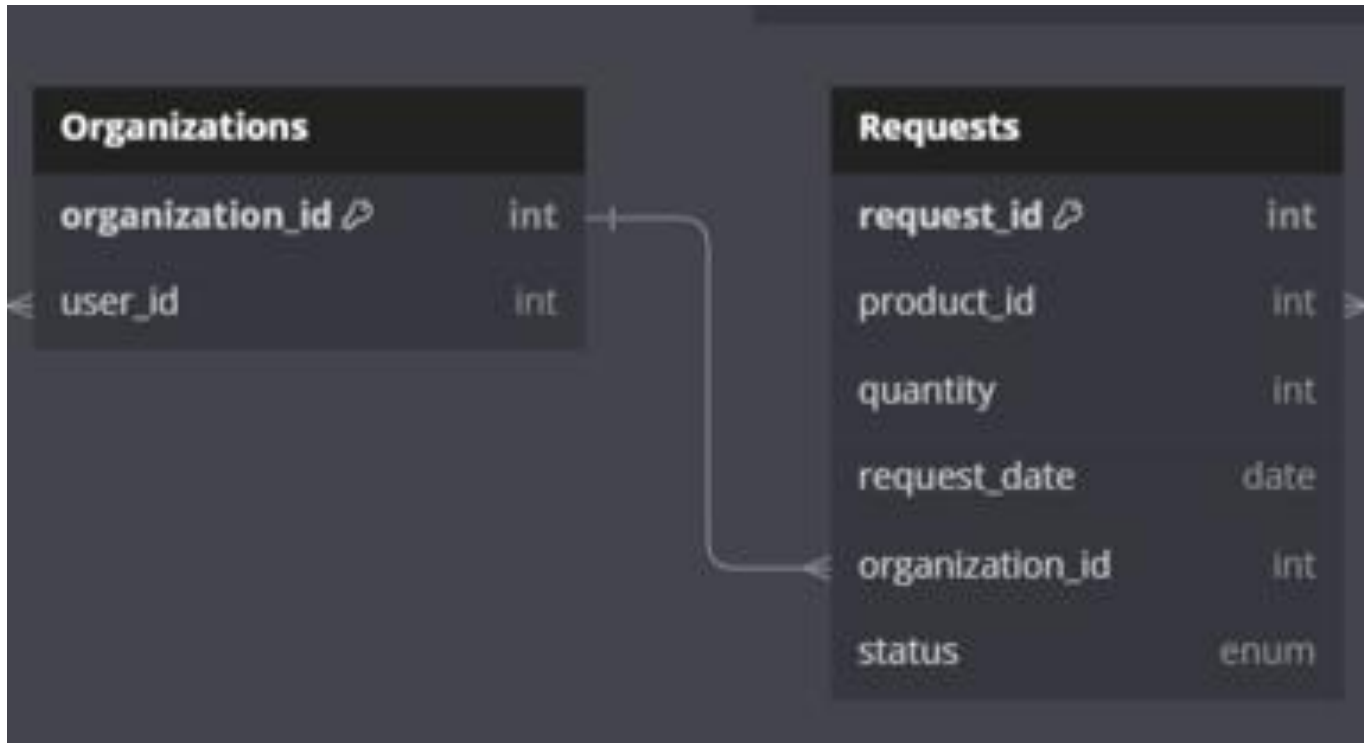 Organizations
organization_id int
user_id int
Requests
request_id int
product_id int
quantity int
request_date date
organization_id int
status enum